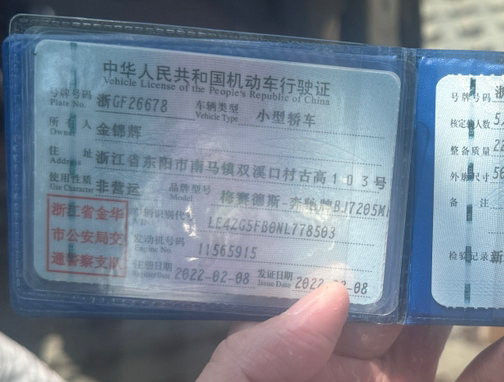 中华人民共和国机动车行驶证
Vehicle License of the People's Republic of China
号牌号码 浙GF26678 车辆类型 小型轿车
Plate No. Vehicle Type
所有人 金锦辉
Owner
住址 浙江省东阳市南马镇双溪口村古高103号
Address
使用性质 非营运 品牌型号 梅赛德斯-奔驰牌BJ7205M
Use Character Model
浙江省金华
市公安局交
通警察支队
车辆识别代号 LE4ZG5FB0NL778503
VIN
发动机号码 11565915
Engine No.
注册日期 2022-02-08 发证日期 2022- -08
Register Date Issue Date
号牌号码 浙
核定载人数 5
整备质量 22
外廓尺寸 50
备注
检验记录 新